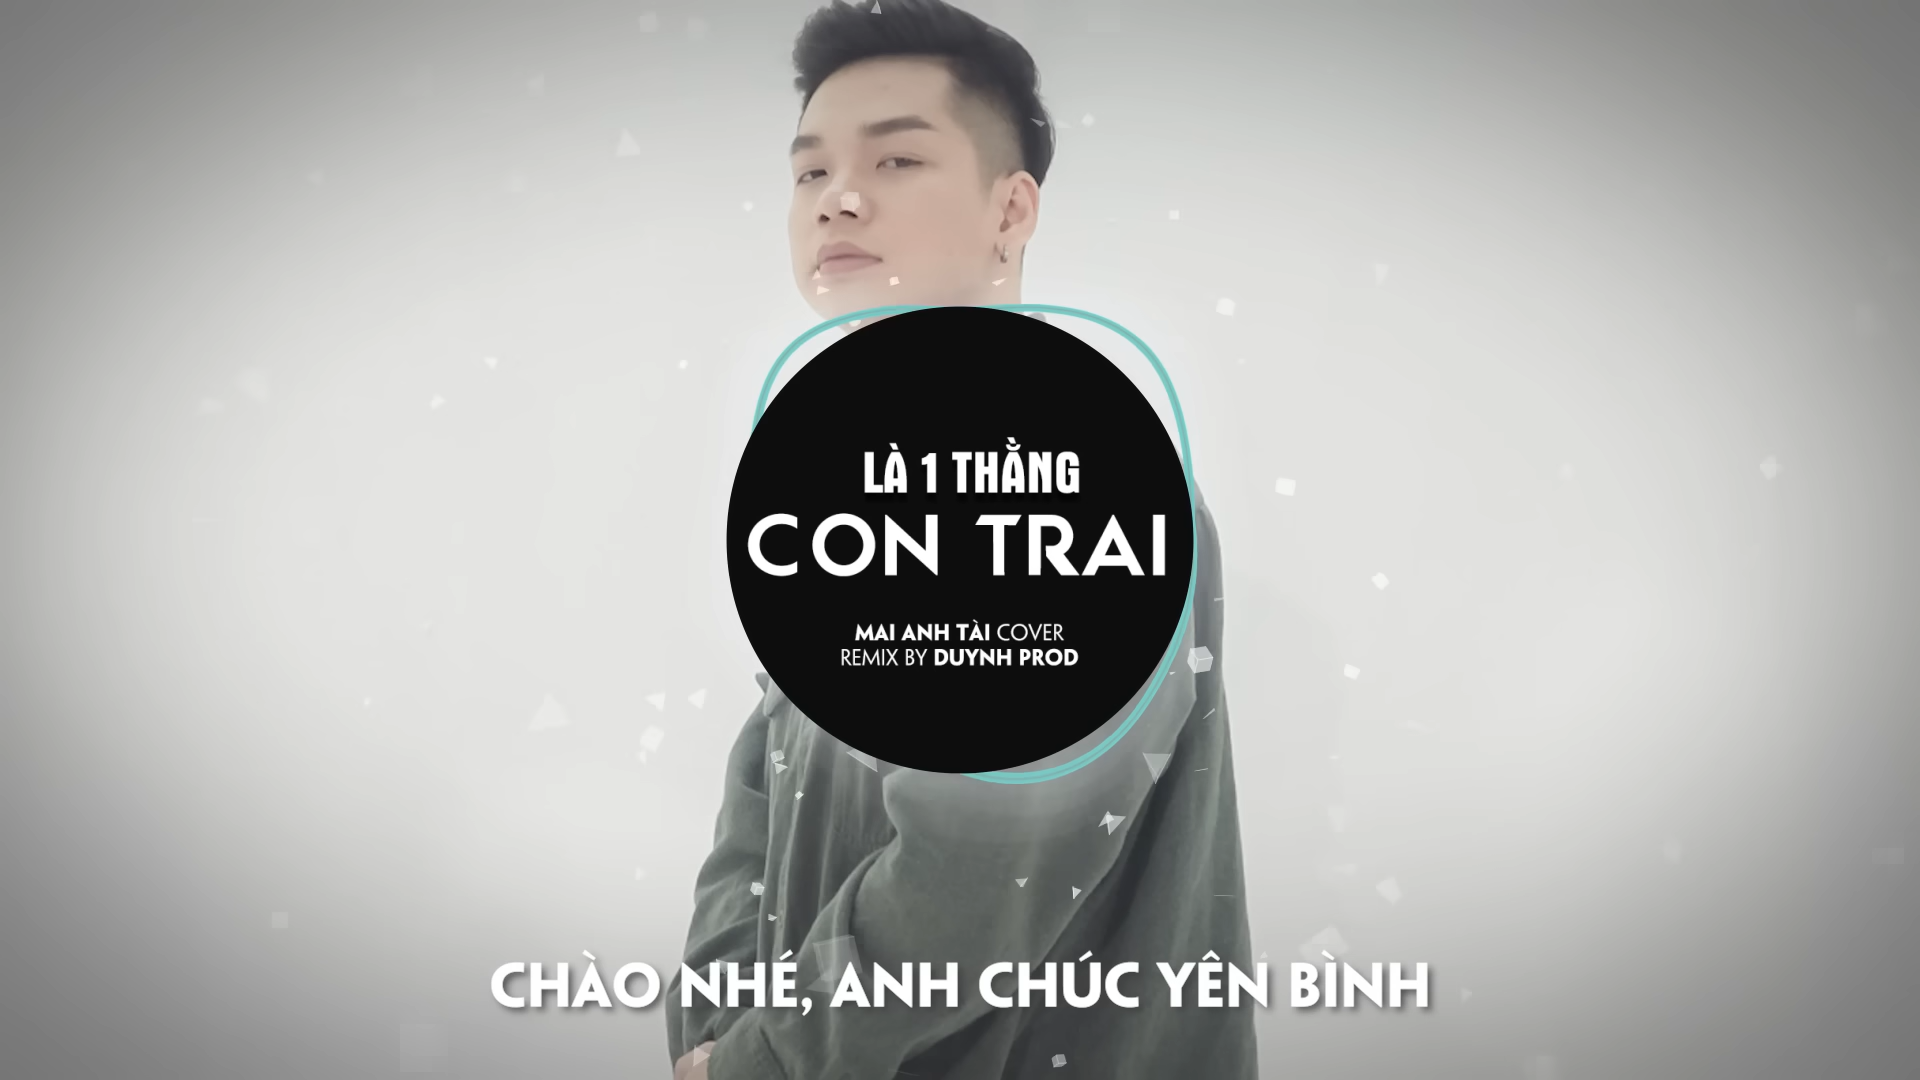 LÀ 1 THẰNG
CON TRAI
MAI ANH TÀI COVER
REMIX BY DUYNH PROD
CHÀO NHÉ, ANH CHÚC YÊN BÌNH